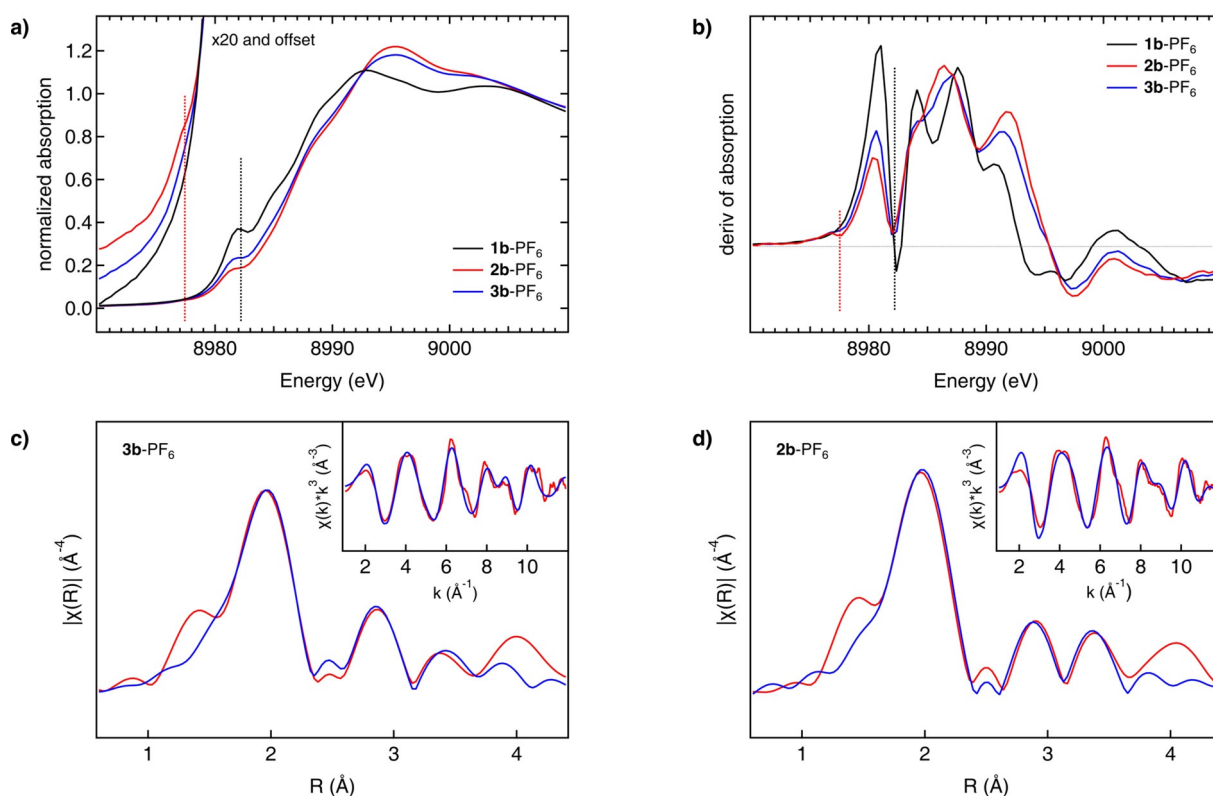 a)
x20 and offset
normalized absorption
1.2
1.0
0.8
0.6
0.4
0.2
0.0
1b-PF6
2b-PF6
3b-PF6
8980
8990
9000
Energy (eV)
b)
deriv of absorption
1b-PF6
2b-PF6
3b-PF6
8980
8990
9000
Energy (eV)
c)
3b-PF6
|χ(R)| (Å-4)
χ(k)*k3 (Å-3)
2
4
6
8
10
k (Å-1)
1
2
3
4
R (Å)
d)
2b-PF6
|χ(R)| (Å-4)
χ(k)*k3 (Å-3)
2
4
6
8
10
k (Å-1)
1
2
3
4
R (Å)